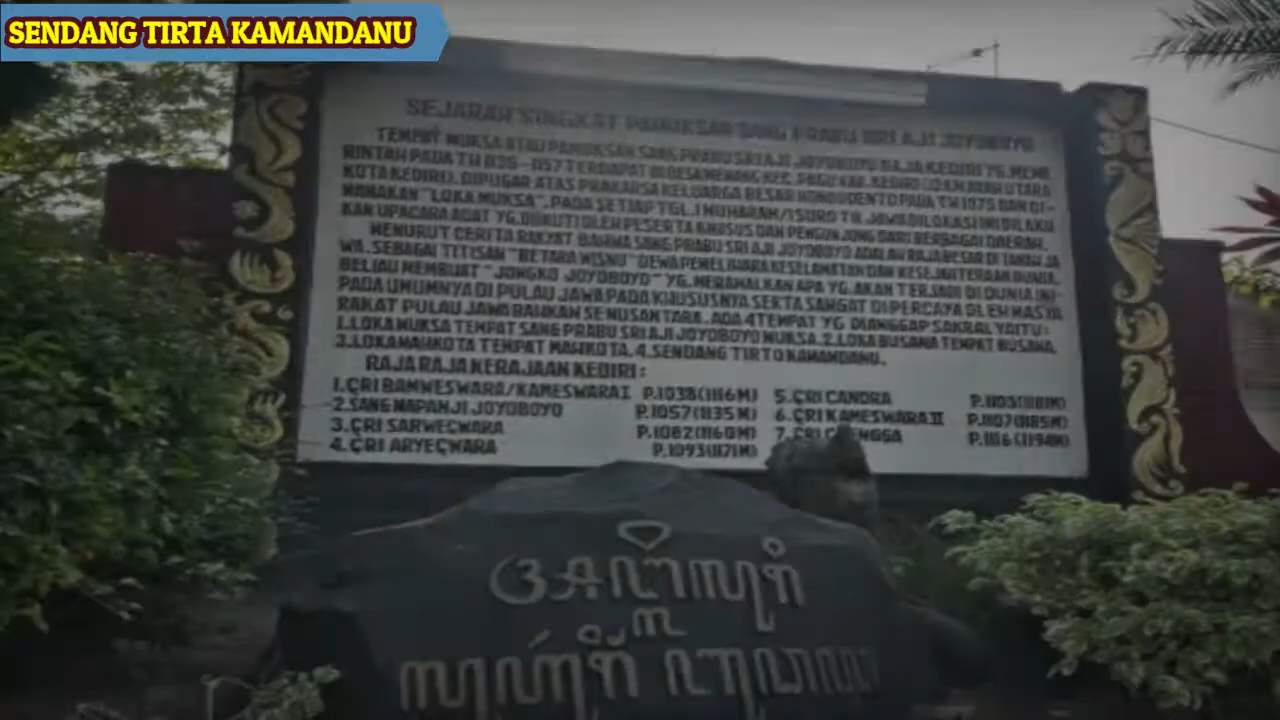 SENDANG TIRTA KAMANDANU
SEJARAH SINGKAT PAMUKSAN SANG PRABU SRI AJI JOYOBOYO
TEMPAT MUKSA ATAU PAMUKSAN SANG PRABU SRI AJI JOYOBOYO RAJA KEDIRI YG. MEME
RINTAH PADA TH 1135-1157 TERDAPAT DI DESA MENANG KEC. PAGU KAB. KEDIRI (10 KM ARAH UTARA
KOTA KEDIRI). DIPUGAR ATAS PRAKARSA KELUARGA BESAR HONDODENTO PADA TH 1975 DAN DI-
NAMAKAN "LOKA MUKSA". PADA SETIAP TGL. 1 MUHARAM/1 SURO TH. JAWA DI LOKASI INI DILAKU
KAN UPACARA ADAT YG. DIIKUTI OLEH PESERTA KHUSUS DAN PENGUNJUNG DARI BERBAGAI DAERAH.
MENURUT CERITA RAKYAT BAHWA SANG PRABU SRI AJI JOYOBOYO ADALAH RAJA BESAR DI TANAH JA
WA. SEBAGAI TITISAN "BETARA WISNU" DEWA PEMELIHARA KESELAMATAN DAN KESEJAHTERAAN DUNIA.
BELIAU MEMBUAT "JONGKO JOYOBOYO" YG. MERAMALKAN APA YG. AKAN TERJADI DI DUNIA INI-
PADA UMUMNYA DI PULAU JAWA PADA KHUSUSNYA SERTA SANGAT DI PERCAYA OLEH MASYA
RAKAT PULAU JAWA BAHKAN SE NUSANTARA. ADA 4 TEMPAT YG DIANGGAP SAKRAL YAITU:
1. LOKA MUKSA TEMPAT SANG PRABU SRI AJI JOYOBOYO MUKSA. 2. LOKA BUSANA TEMPAT BUSANA.
3. LOKA MAHKOTA TEMPAT MAHKOTA. 4. SENDANG TIRTO KAMANDANU.
RAJA RAJA KERAJAAN KEDIRI :
1. ÇRI BAMWESWARA/KAMESWARA I P.1038 (1116 M) 5. ÇRI CANDRA P.1103 (1181 M)
2. SANG MAPANJI JOYOBOYO P.1057 (1135 M) 6. ÇRI KAMESWARA II P.1107 (1185 M)
3. ÇRI SARWEÇWARA P.1082 (1160 M) 7. ÇRI P.1116 (1194 M)
4. ÇRI ARYEÇWARA P.1093 (1171 M)